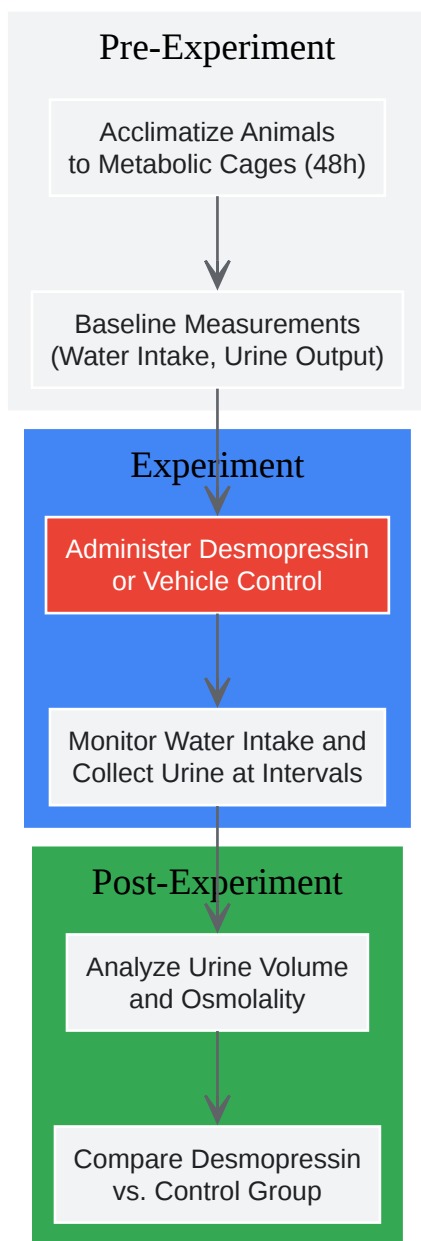 Pre-Experiment
Acclimatize Animals
to Metabolic Cages (48h)
Baseline Measurements
(Water Intake, Urine Output)
Experiment
Administer Desmopressin
or Vehicle Control
Monitor Water Intake and
Collect Urine at Intervals
Post-Experiment
Analyze Urine Volume
and Osmolality
Compare Desmopressin
vs. Control Group